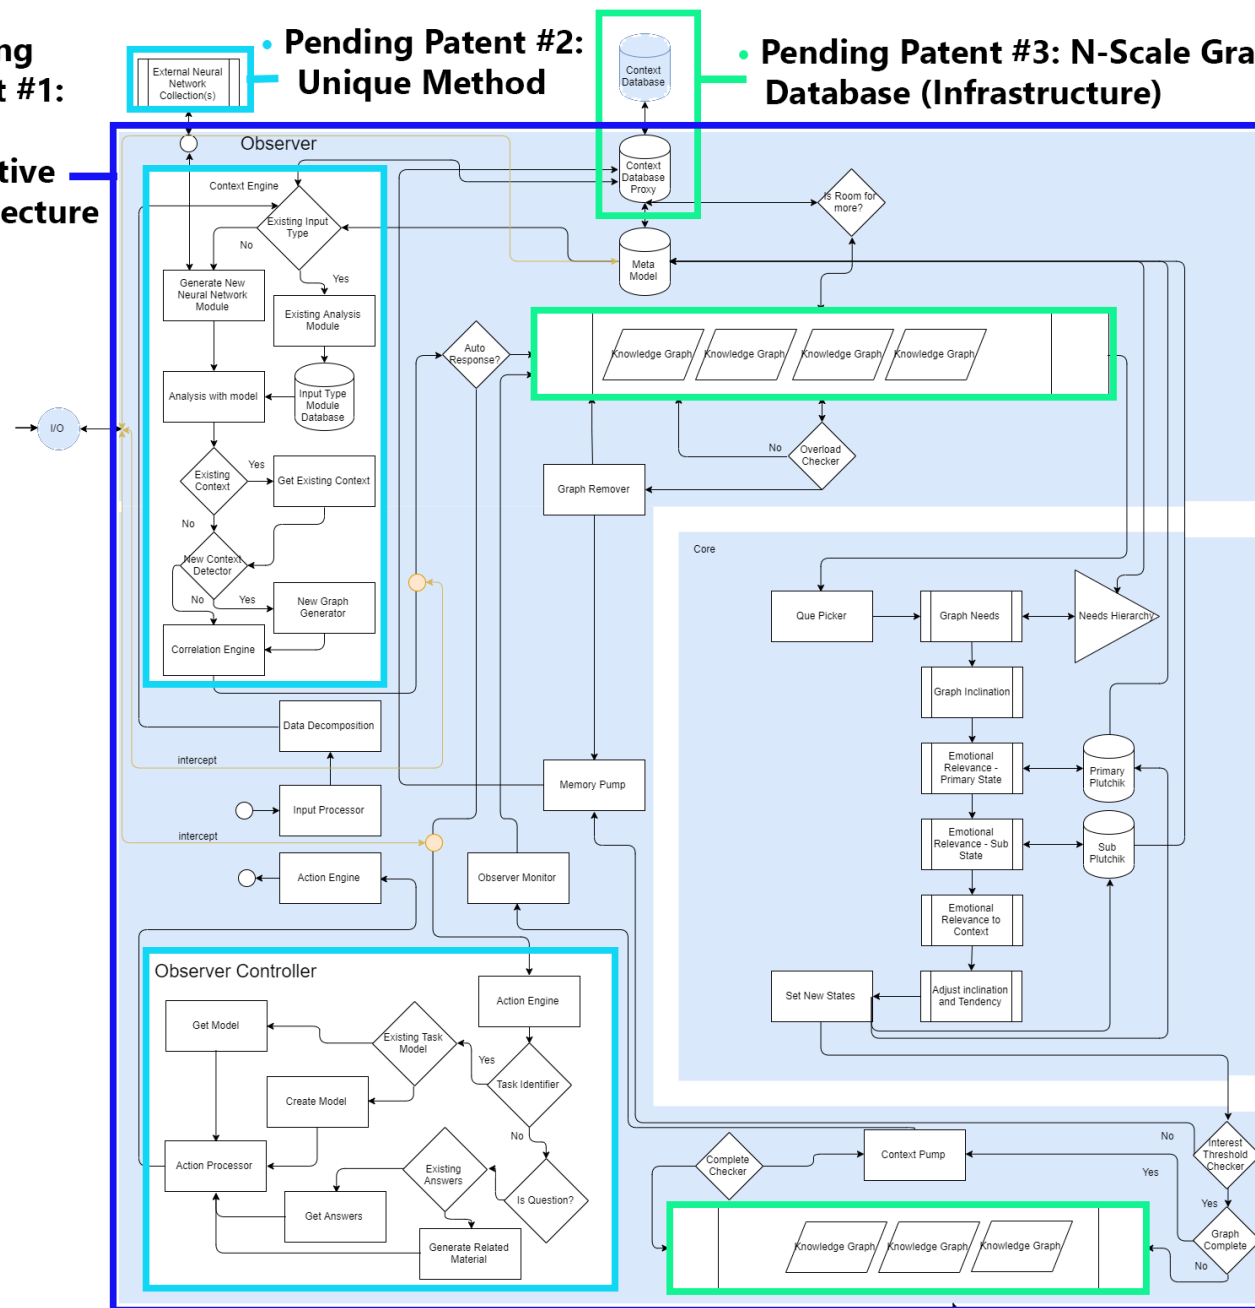 ng
t #1:
tive
ecture
• Pending Patent #2:
Unique Method
• Pending Patent #3: N-Scale Gra
Database (Infrastructure)
External Neural
Network
Collection(s)
Context
Database
Observer
Context
Database
Proxy
Is Room for
more?
Context Engine
Existing Input
Type
No
Yes
Meta
Model
Generate New
Neural Network
Module
Existing Analysis
Module
Auto
Response?
Knowledge Graph
Knowledge Graph
Knowledge Graph
Knowledge Graph
Analysis with model
Input Type
Module
Database
I/O
No
Overload
Checker
Existing
Context
Yes
Get Existing Context
Graph Remover
No
New Context
Detector
Core
No
Yes
New Graph
Generator
Que Picker
Graph Needs
Needs Hierarchy
Correlation Engine
Graph Inclination
Data Decomposition
intercept
Emotional
Relevance -
Primary State
Primary
Plutchik
Memory Pump
Input Processor
intercept
Emotional
Relevance - Sub
State
Sub
Plutchik
Action Engine
Observer Monitor
Emotional
Relevance to
Context
Observer Controller
Action Engine
Set New States
Adjust inclination
and Tendency
Get Model
Existing Task
Model
Yes
Task Identifier
Create Model
No
No
Interest
Threshold
Checker
Action Processor
Existing
Answers
Is Question?
Complete
Checker
Context Pump
Yes
Yes
Get Answers
Generate Related
Material
Knowledge Graph
Knowledge Graph
Knowledge Graph
Graph
Complete
No